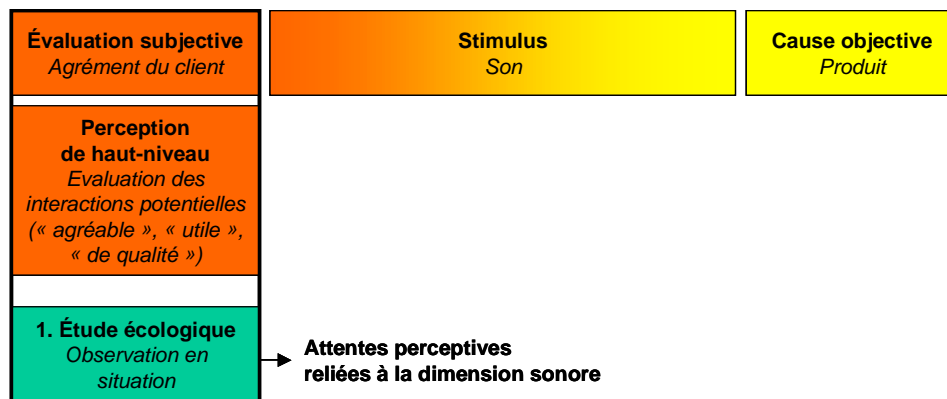 Évaluation subjective
Agrément du client
Stimulus
Son
Cause objective
Produit
Perception
de haut-niveau
Evaluation des
interactions potentielles
(« agréable », « utile »,
« de qualité »)
1. Étude écologique
Observation en
situation
Attentes perceptives
reliées à la dimension sonore